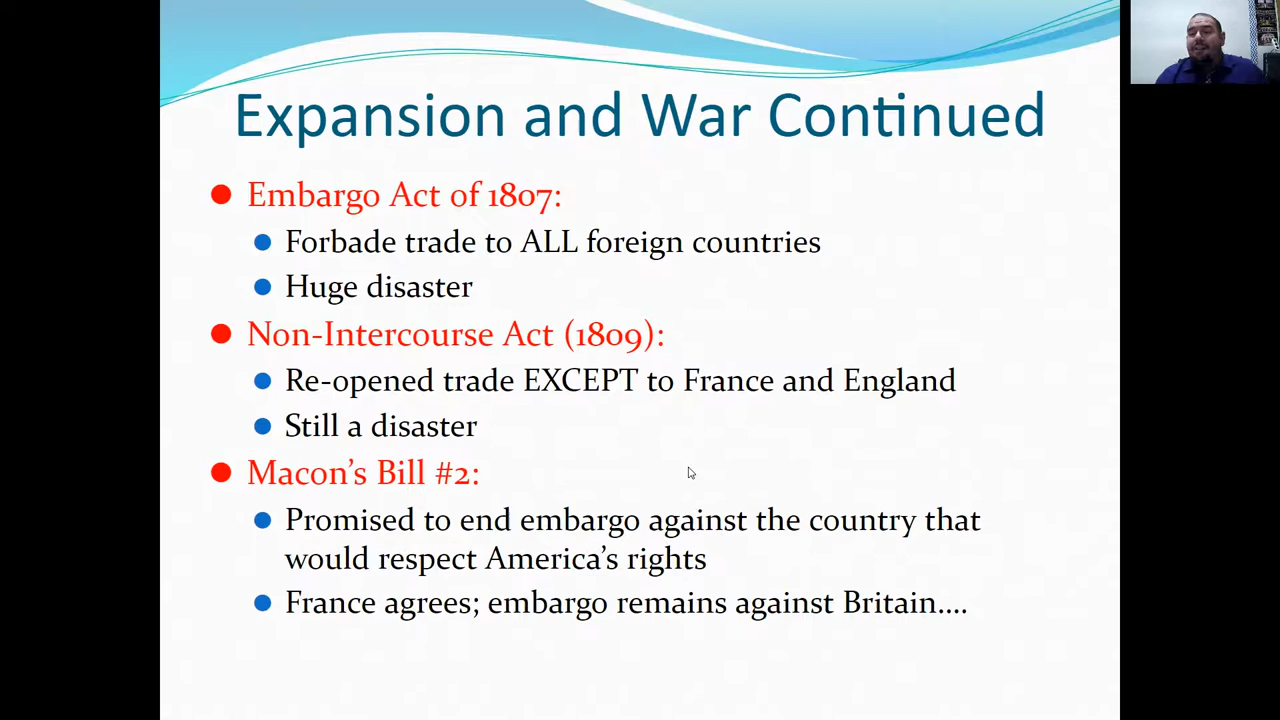 Expansion and War Continued
Embargo Act of 1807:
Forbade trade to ALL foreign countries
Huge disaster
Non-Intercourse Act (1809):
Re-opened trade EXCEPT to France and England
Still a disaster
Macon’s Bill #2:
Promised to end embargo against the country that
would respect America’s rights
France agrees; embargo remains against Britain….